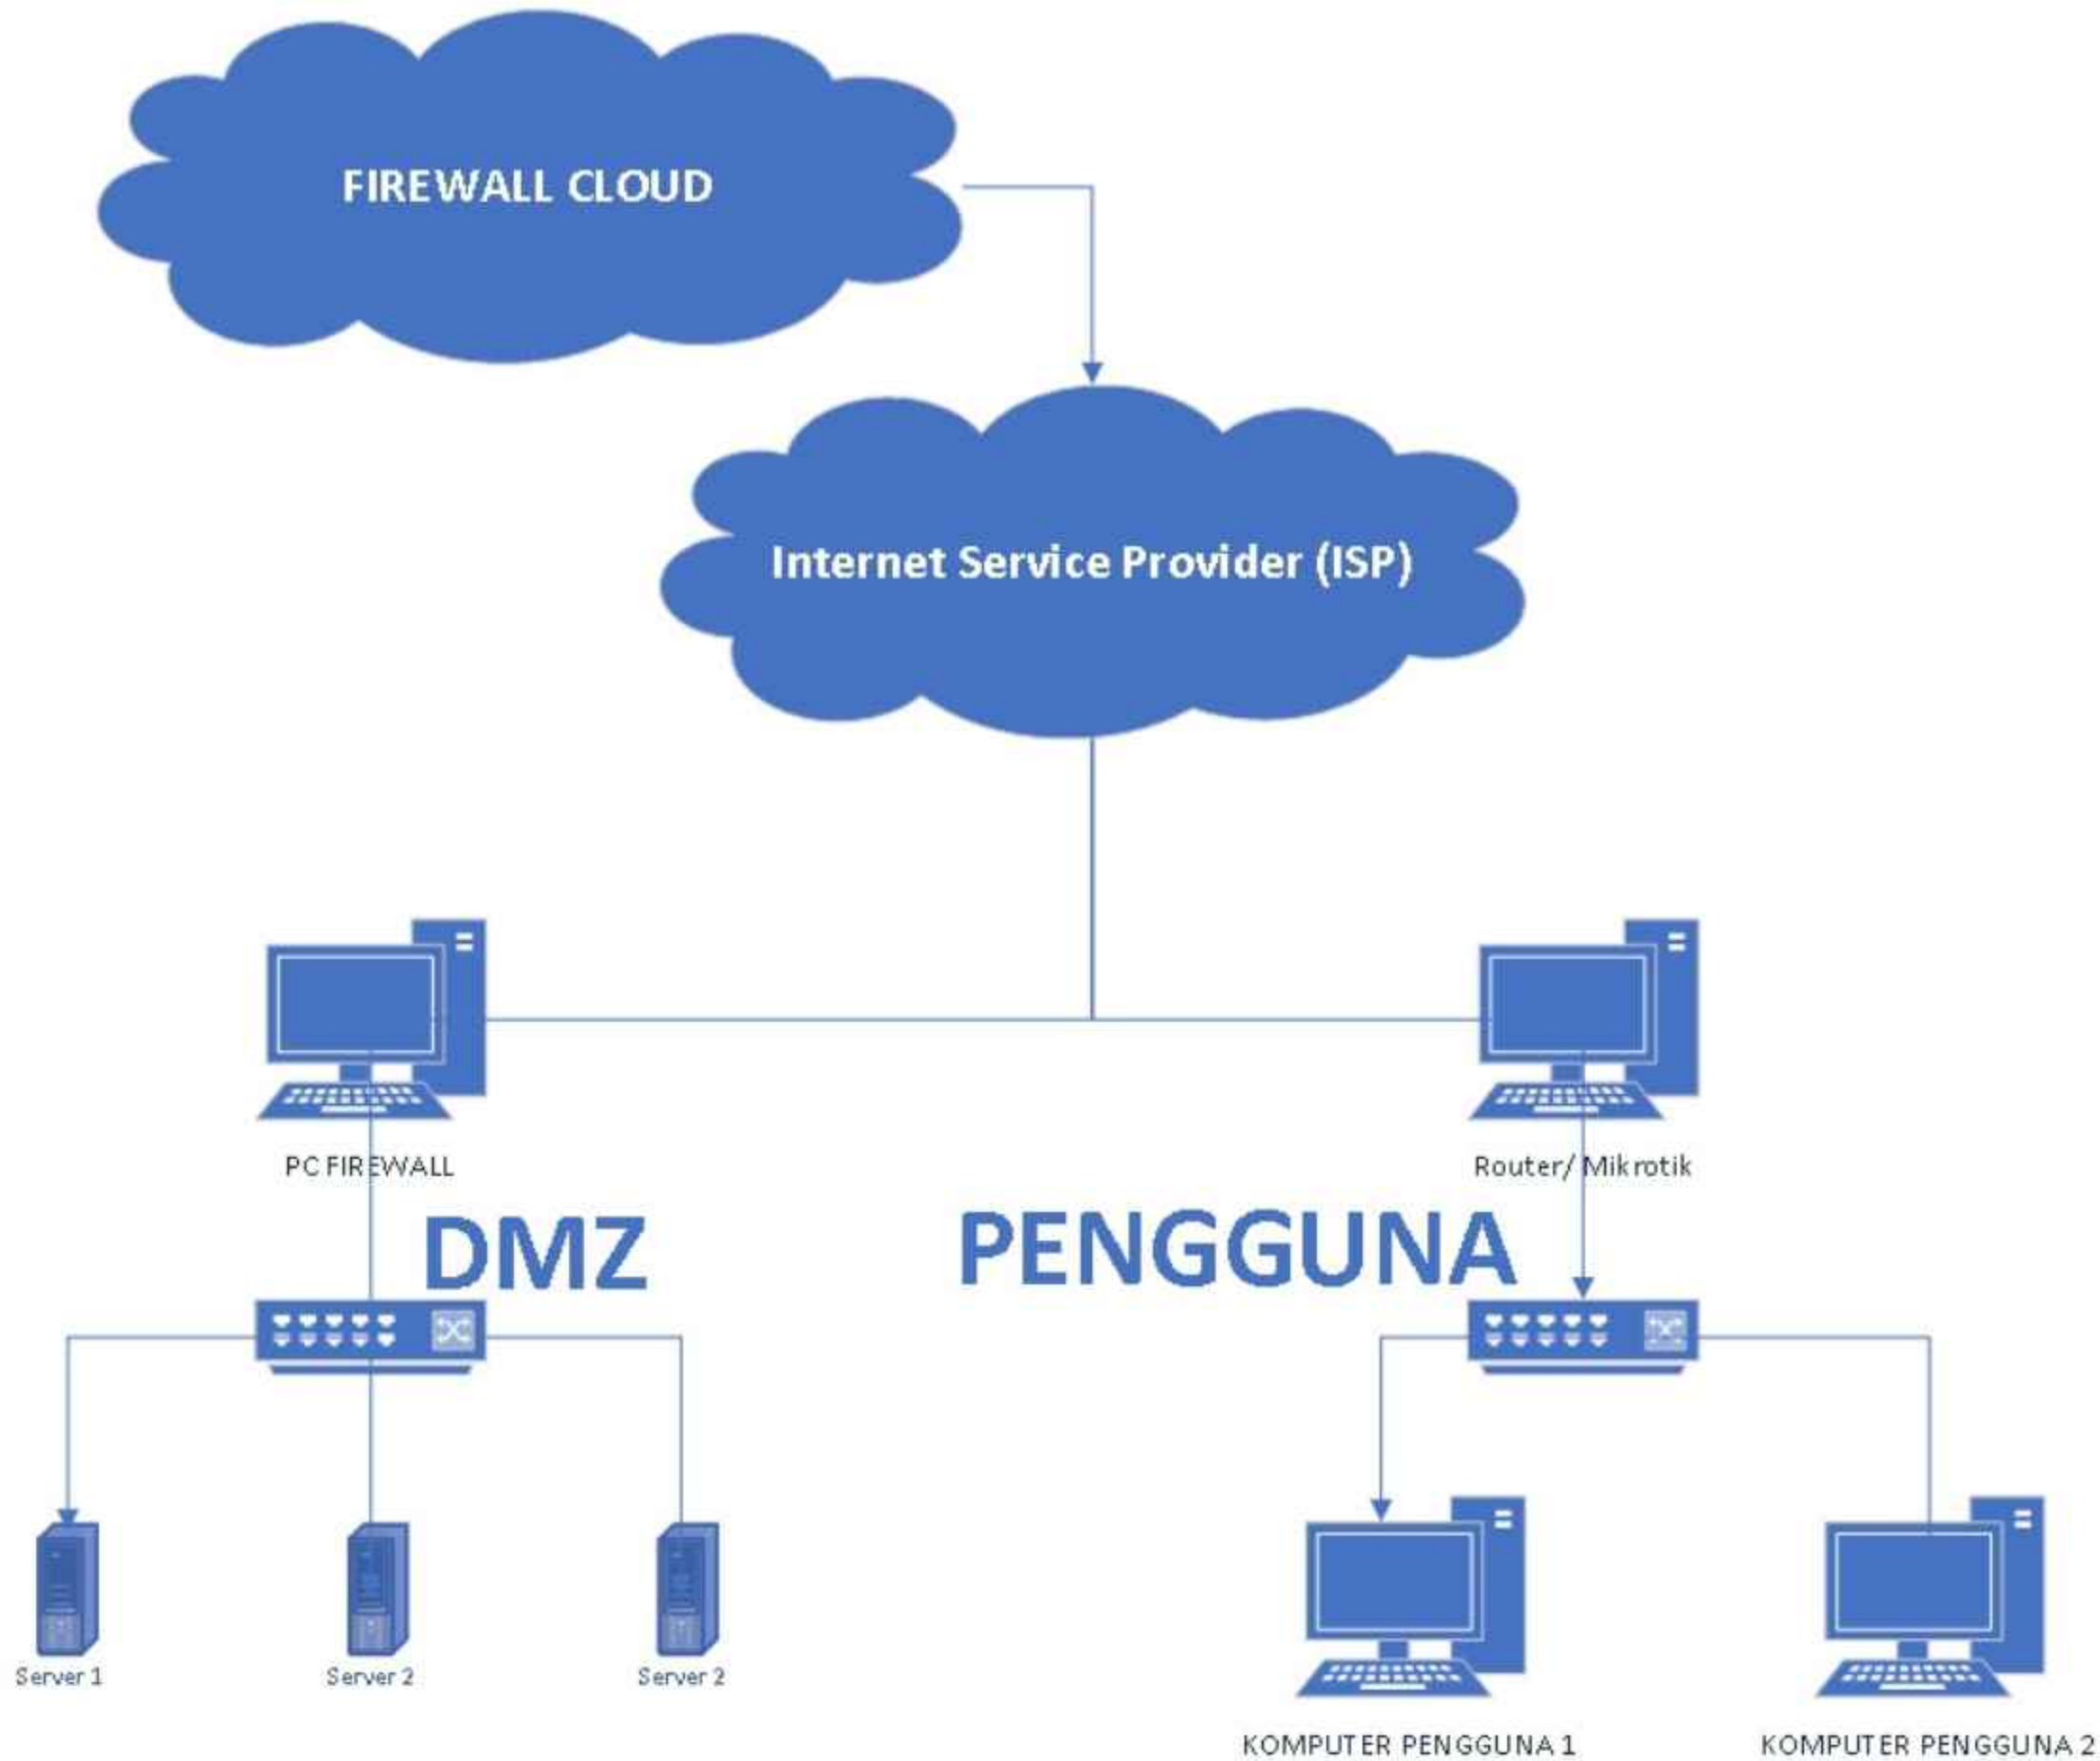 FIREWALL CLOUD
Internet Service Provider (ISP)
PC FIREWALL
Router/ Mikrotik
DMZ
PENGGUNA
Server 1
Server 2
Server 2
KOMPUTER PENGGUNA 1
KOMPUTER PENGGUNA 2